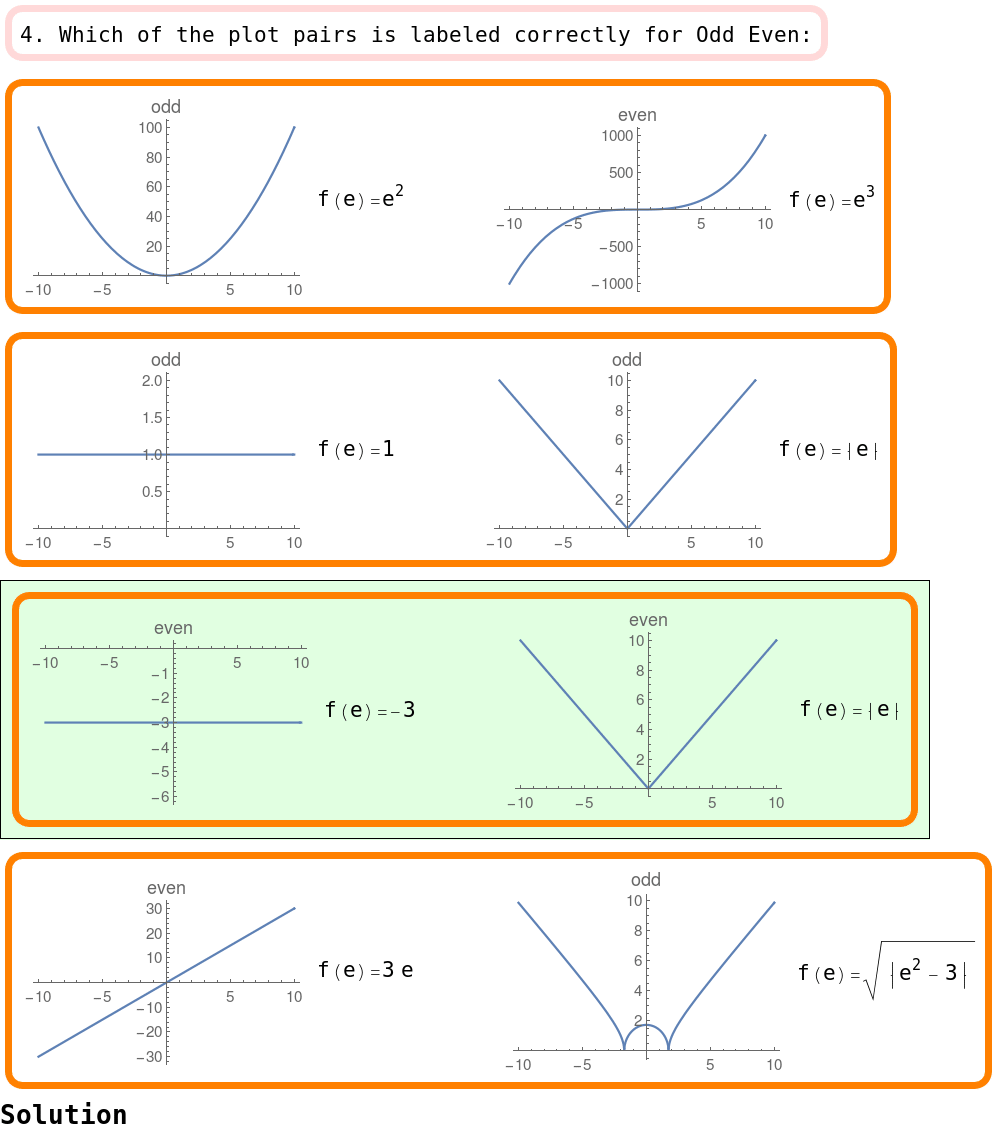 4. Which of the plot pairs is labeled correctly for Odd Even:
odd
100
80
60
40
20
−10 −5 5 10
f(e)=e²
even
1000
500
−10 −5 5 10
−500
−1000
f(e)=e³
odd
2.0
1.5
1.0
0.5
−10 −5 5 10
f(e)=1
odd
10
8
6
4
2
−10 −5 5 10
f(e)=|e|
even
−10 −5 5 10
−1
−2
−3
−4
−5
−6
f(e)=−3
even
10
8
6
4
2
−10 −5 5 10
f(e)=|e|
even
30
20
10
−10 −5 5 10
−10
−20
−30
f(e)=3 e
odd
10
8
6
4
2
−10 −5 5 10
f(e)=√|e² − 3|
Solution